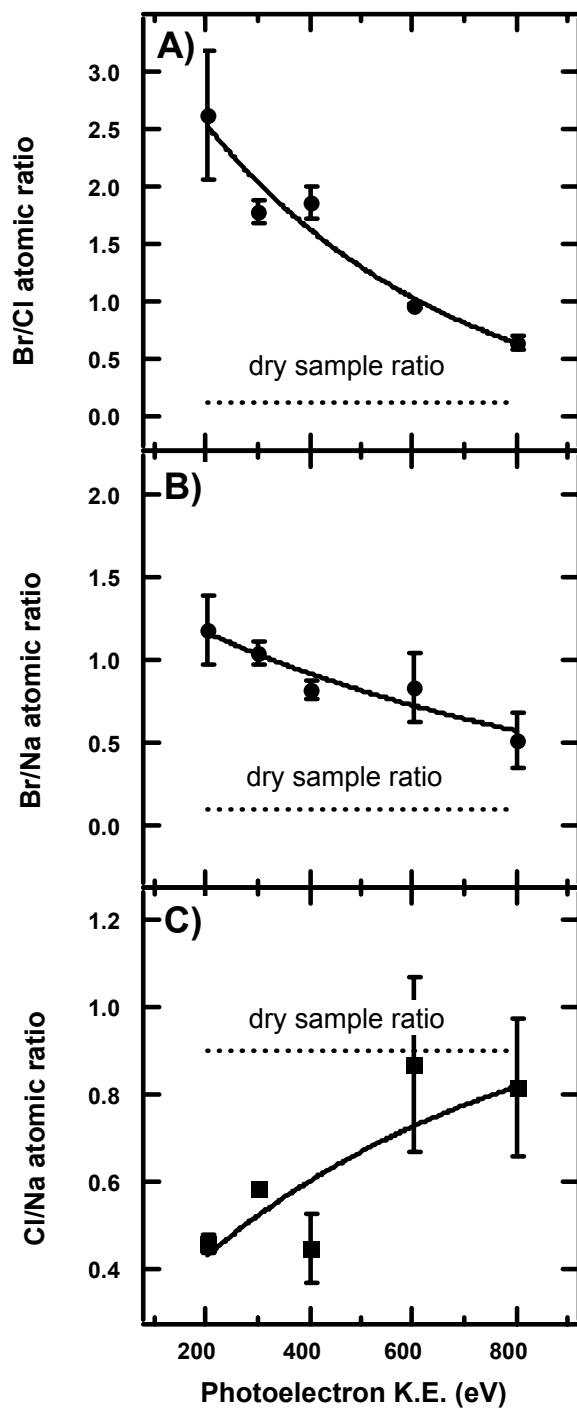 A)
3.0
2.5
2.0
1.5
1.0
0.5
0.0
Br/Cl atomic ratio
dry sample ratio
B)
2.0
1.5
1.0
0.5
0.0
Br/Na atomic ratio
dry sample ratio
C)
1.2
1.0
0.8
0.6
0.4
Cl/Na atomic ratio
dry sample ratio
200 400 600 800
Photoelectron K.E. (eV)